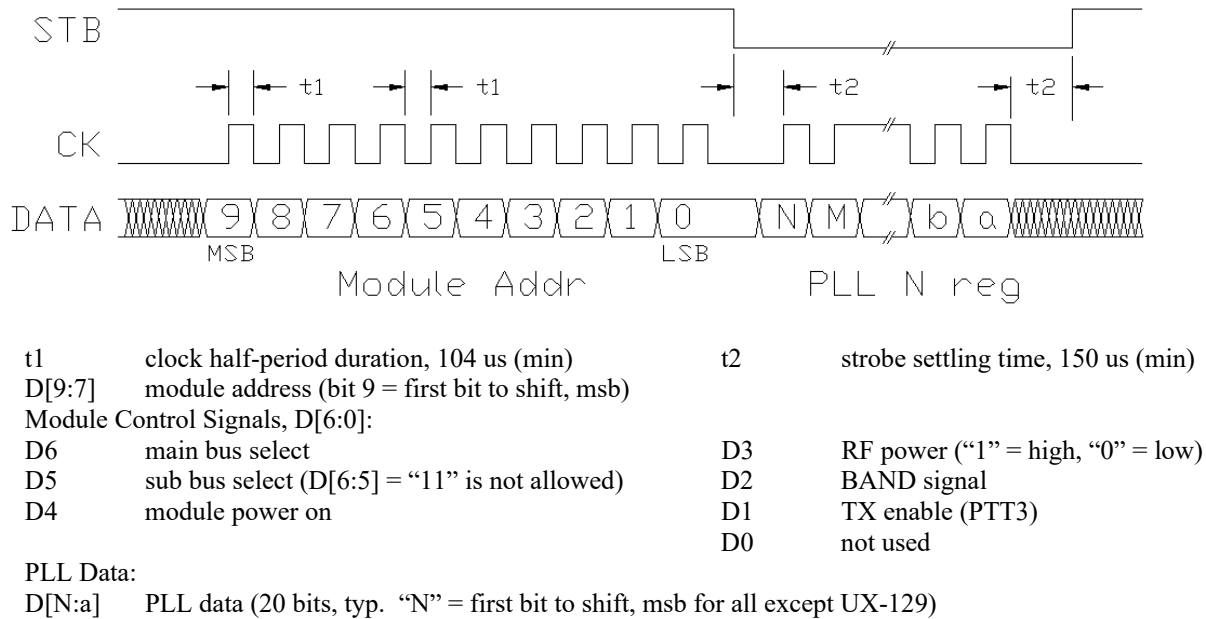 STB
t1 t1 t2 t2
CK
DATA 9 8 7 6 5 4 3 2 1 0 N M b a
MSB LSB
Module Addr PLL N reg
t1 clock half-period duration, 104 us (min) t2 strobe settling time, 150 us (min)
D[9:7] module address (bit 9 = first bit to shift, msb)
Module Control Signals, D[6:0]:
D6 main bus select D3 RF power (“1” = high, “0” = low)
D5 sub bus select (D[6:5] = “11” is not allowed) D2 BAND signal
D4 module power on D1 TX enable (PTT3)
D0 not used
PLL Data:
D[N:a] PLL data (20 bits, typ. “N” = first bit to shift, msb for all except UX-129)